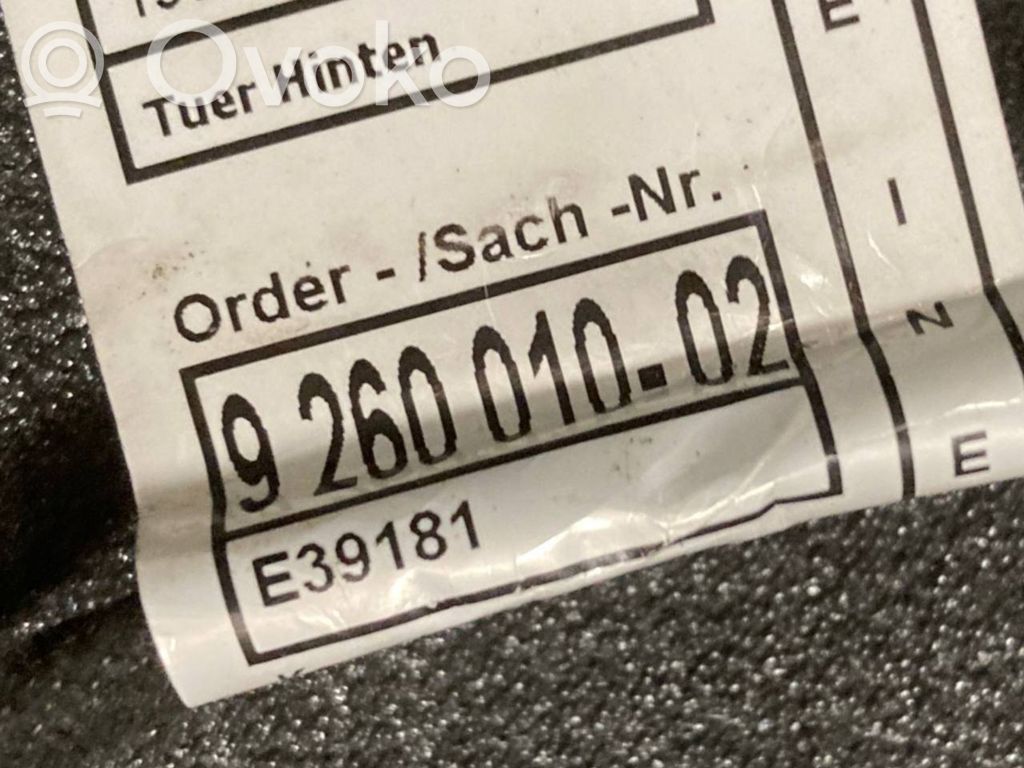 Ovoko
Tuer Hinten
Order - /Sach -Nr.
9 260 010-02
E39181
E
I
N
E